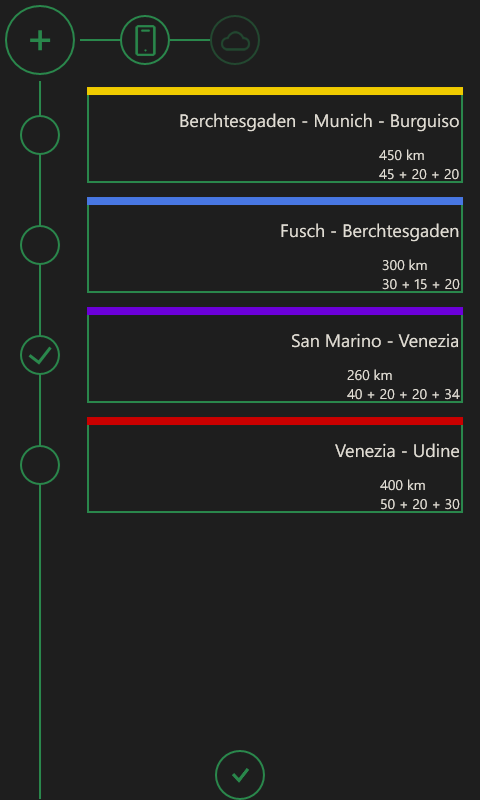 Berchtesgaden - Munich - Burguiso
450 km
45 + 20 + 20
Fusch - Berchtesgaden
300 km
30 + 15 + 20
San Marino - Venezia
260 km
40 + 20 + 20 + 34
Venezia - Udine
400 km
50 + 20 + 30